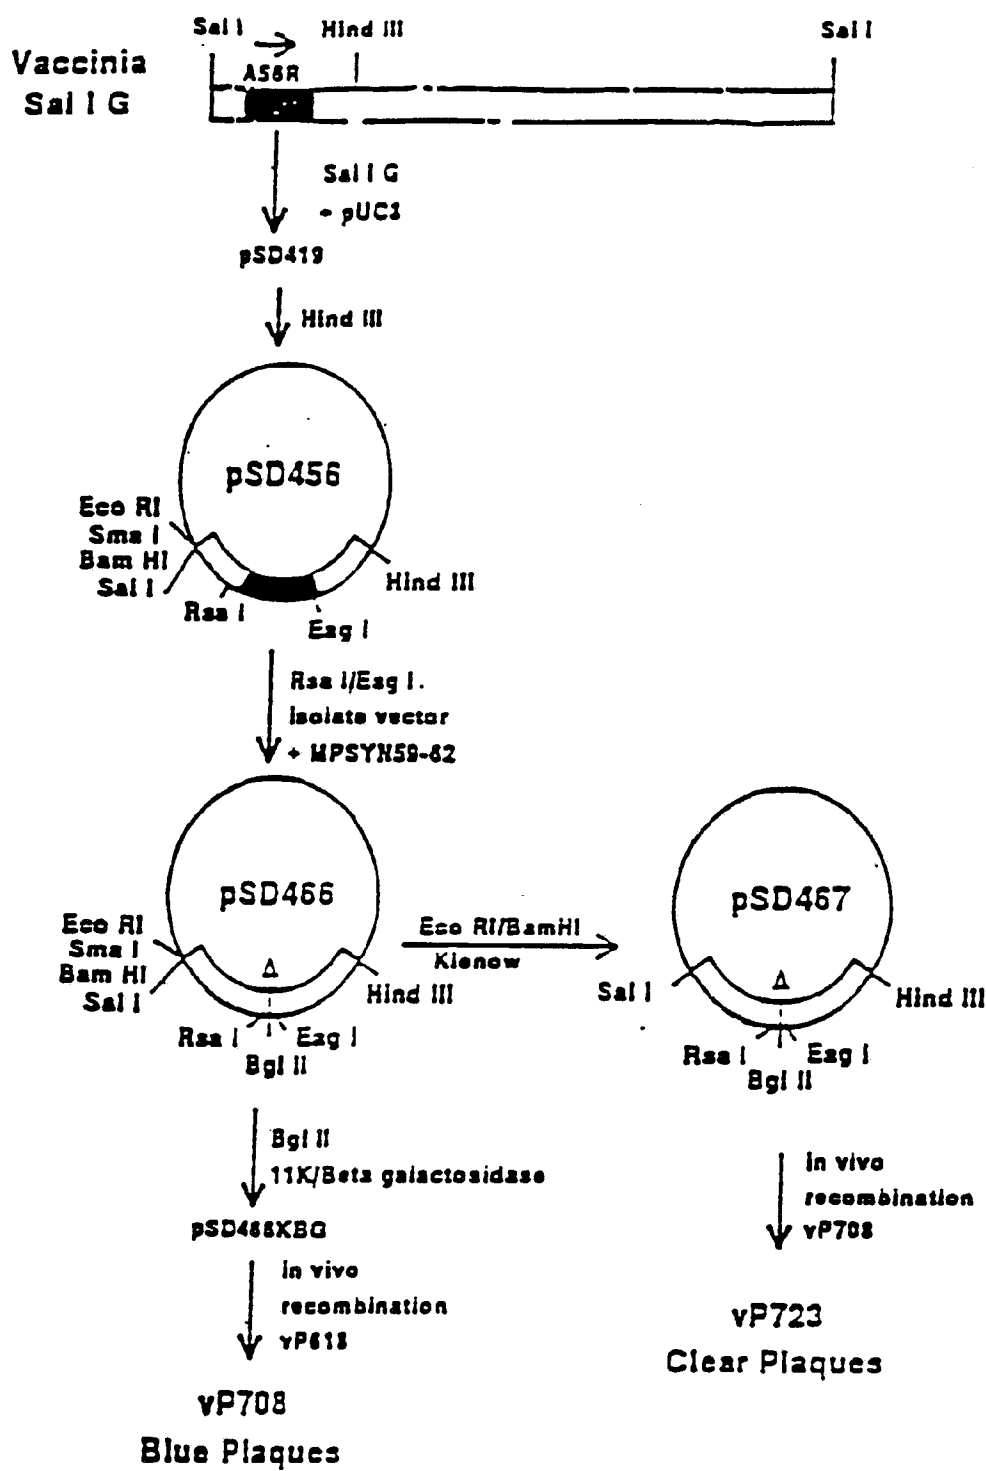 Sal I
Hind III
Sal I
Vaccinia
Sal I G
A56R
Sal I G
+ pUC8
pSD419
Hind III
pSD456
Eco RI
Sma I
Bam HI
Sal I
Rsa I
Eag I
Hind III
Rsa I/Eag I.
Isolate vector
+ MPSYN59-62
pSD466
Eco RI
Sma I
Bam HI
Sal I
Δ
Hind III
Rsa I
Eag I
Bgl II
Eco RI/BamHI
Klenow
pSD467
Sal I
Δ
Hind III
Rsa I
Eag I
Bgl II
Bgl II
11K/Beta galactosidase
pSD466KBG
in vivo
recombination
vP618
vP708
Blue Plaques
in vivo
recombination
vP708
vP723
Clear Plaques